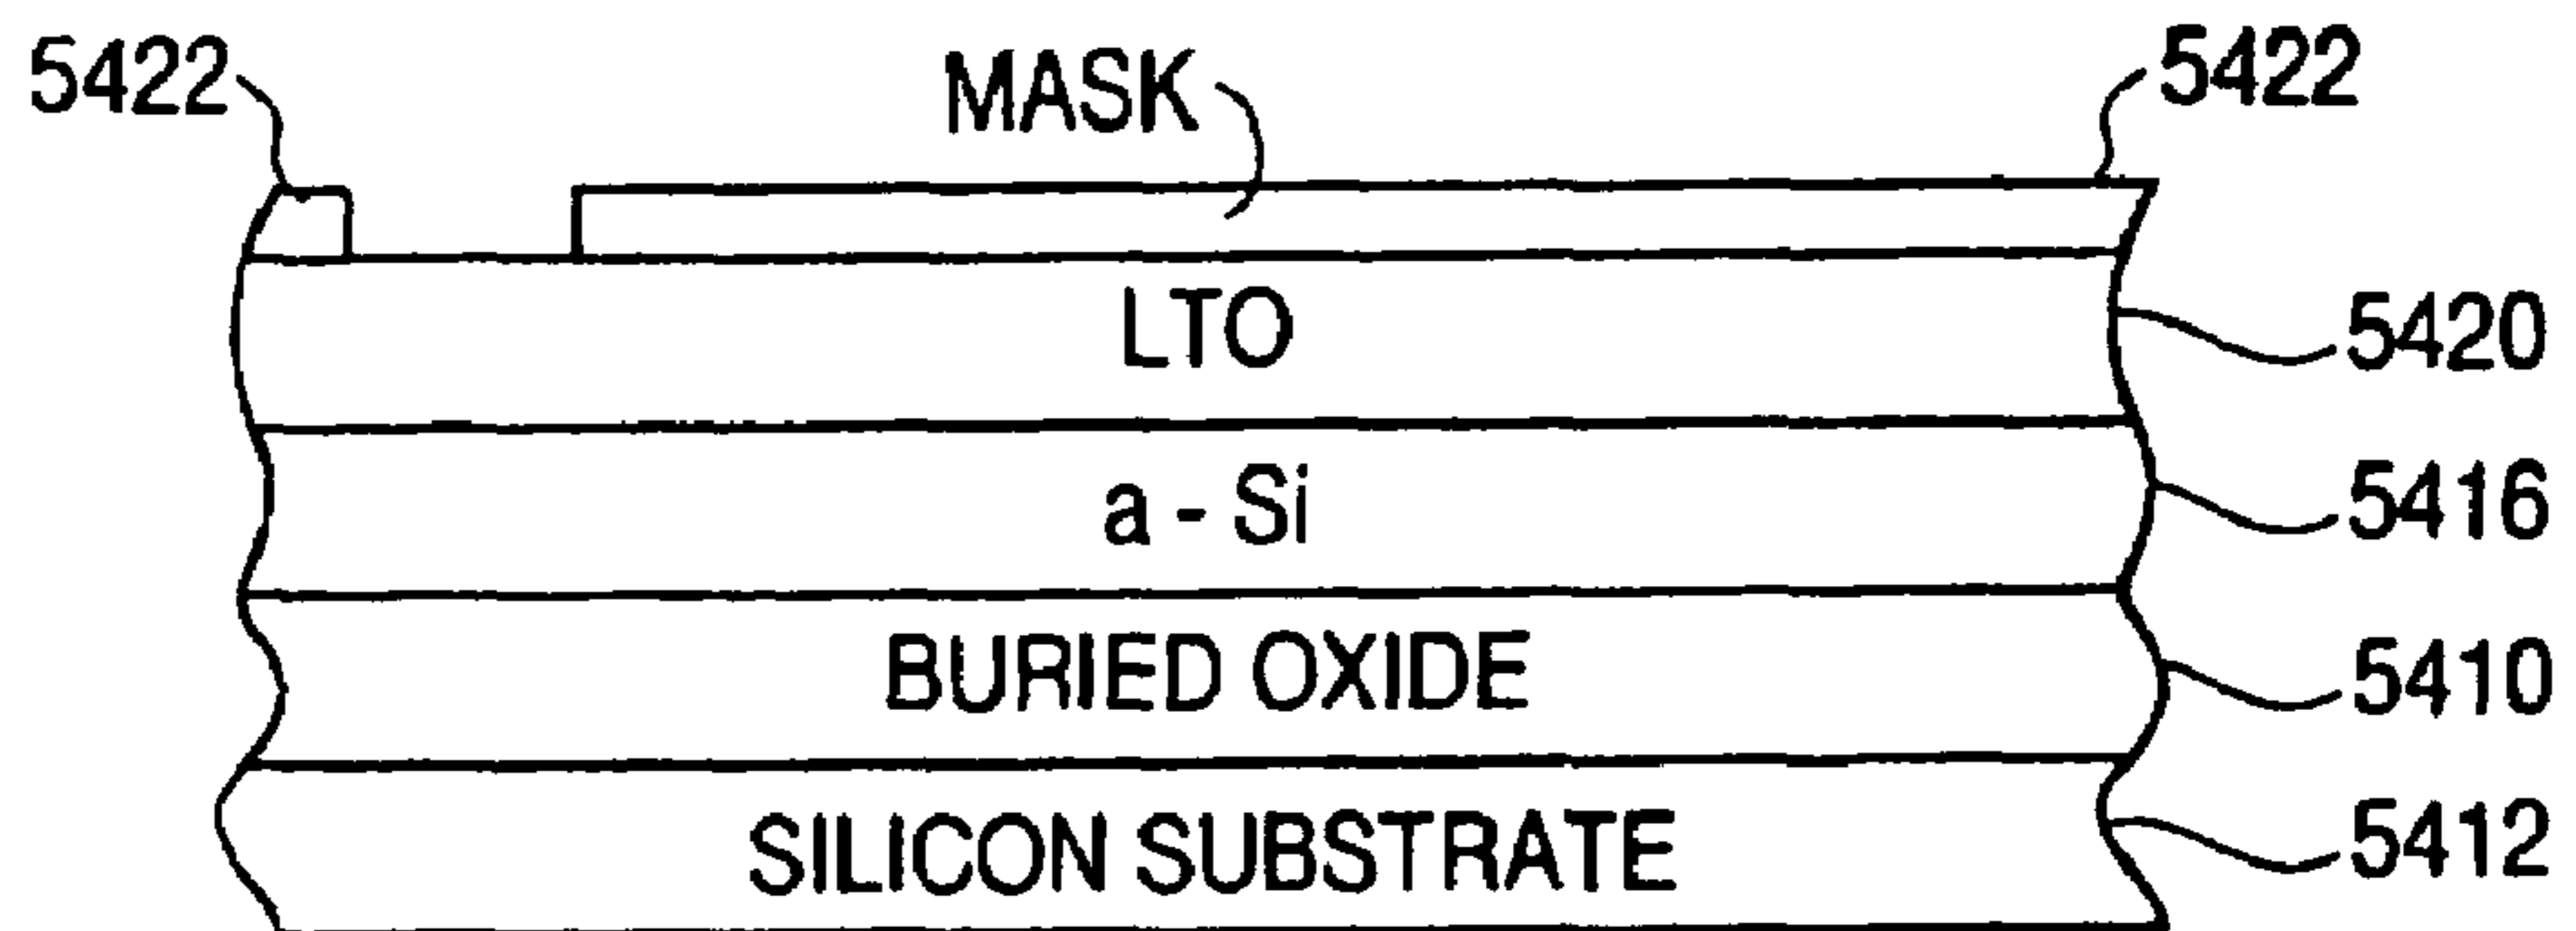 5422 MASK 5422
LTO 5420
a - Si 5416
BURIED OXIDE 5410
SILICON SUBSTRATE 5412